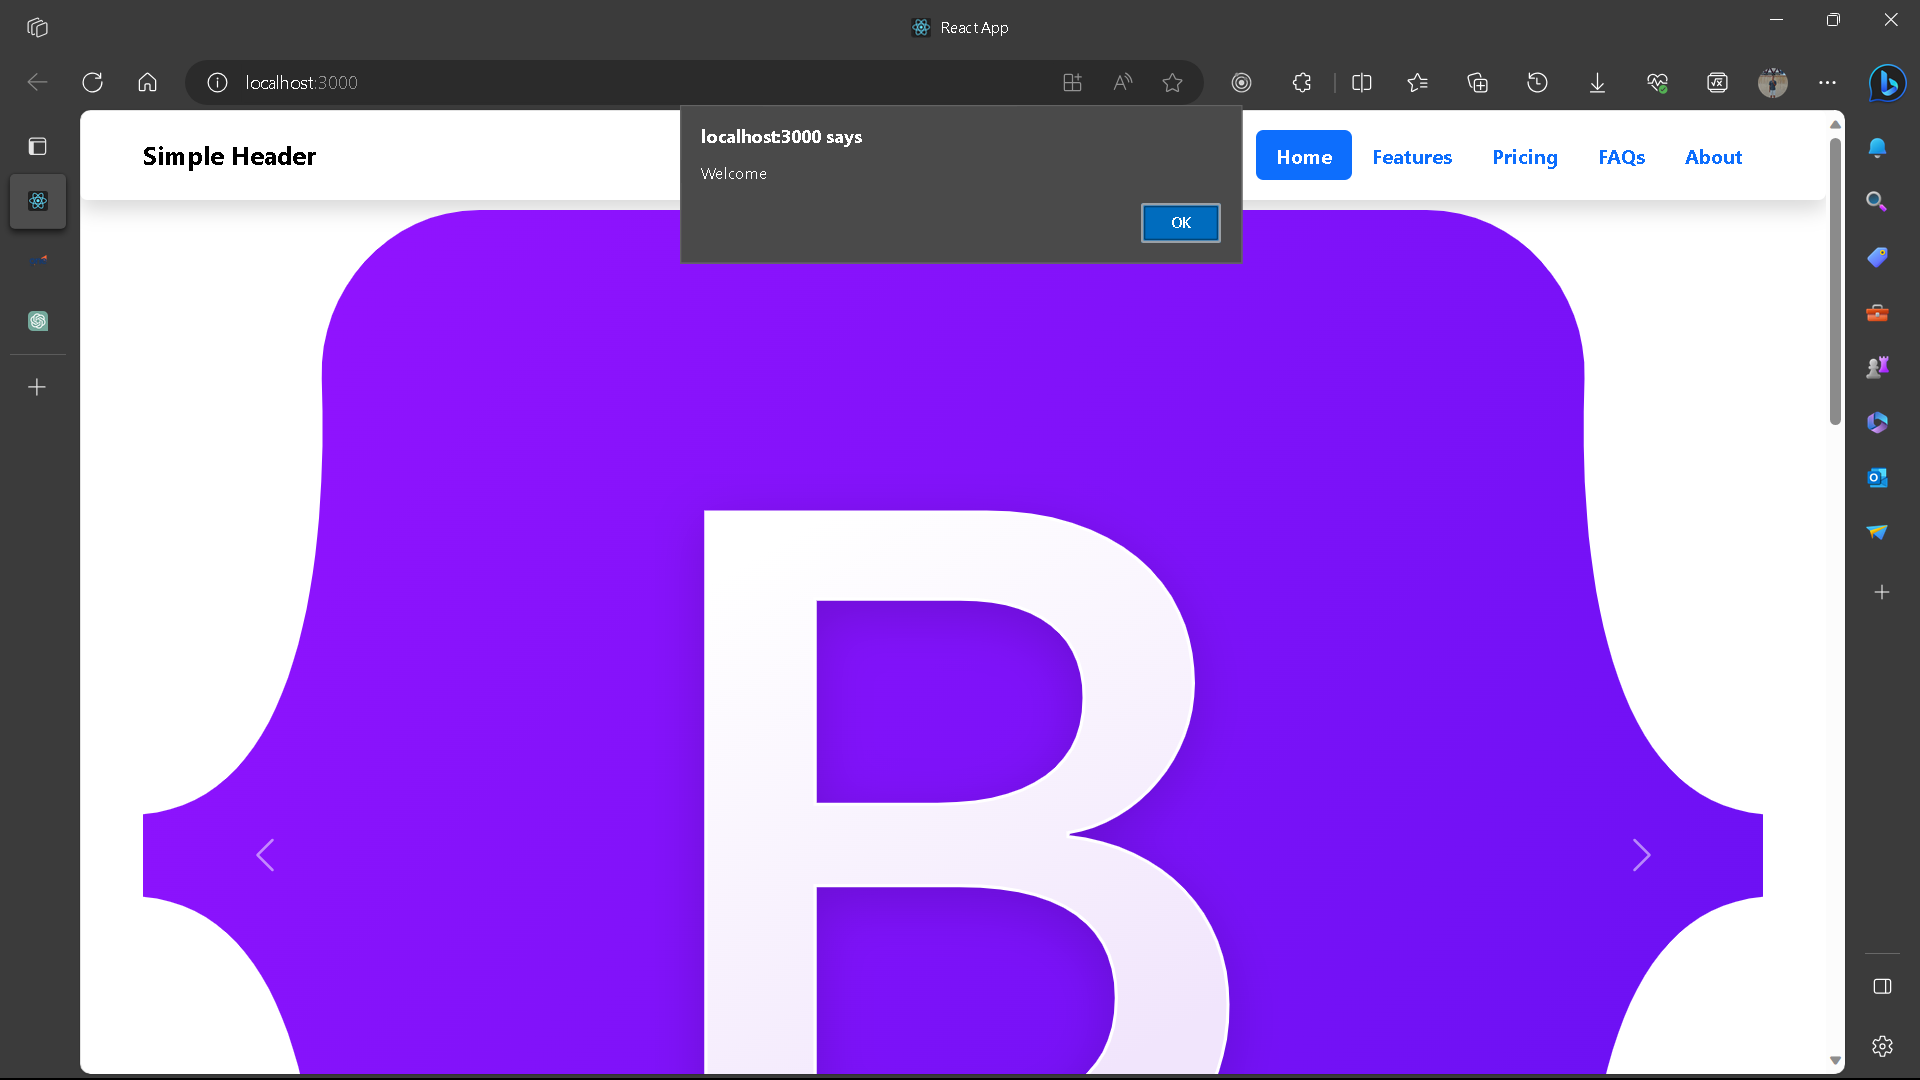 React App
localhost:3000
localhost:3000 says
Welcome
OK
Simple Header
Home Features Pricing FAQs About
B